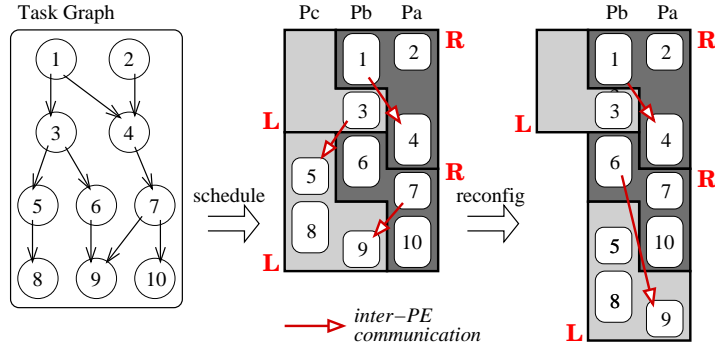 Task Graph
1 2
3 4
5 6 7
8 9 10
schedule
Pc Pb Pa
1 2 R
L 3 4
5 6 7 R
8 9 10
L
inter-PE
communication
reconfig
Pb Pa
1 2 R
L 3 4
6 7 R
5 10
8 9
L